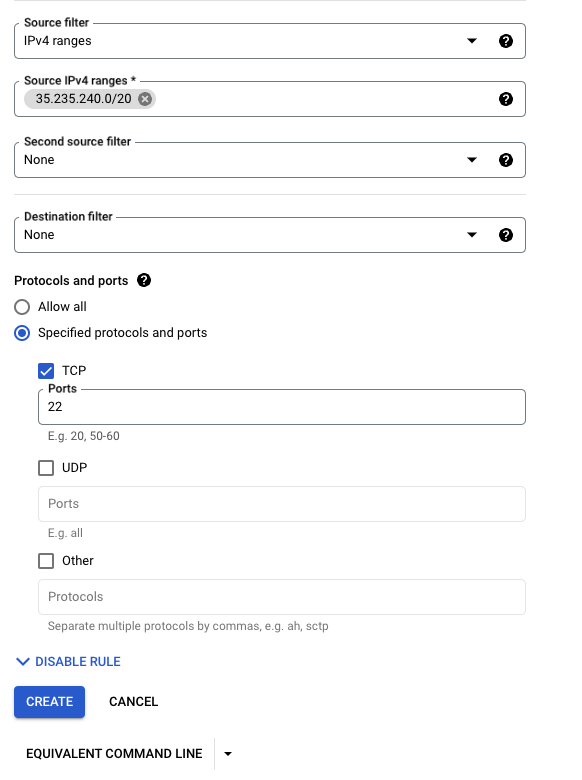 Source filter
IPv4 ranges
Source IPv4 ranges *
35.235.240.0/20
Second source filter
None
Destination filter
None
Protocols and ports
Allow all
Specified protocols and ports
TCP
Ports
22
E.g. 20, 50-60
UDP
Ports
E.g. all
Other
Protocols
Separate multiple protocols by commas, e.g. ah, sctp
DISABLE RULE
CREATE CANCEL
EQUIVALENT COMMAND LINE